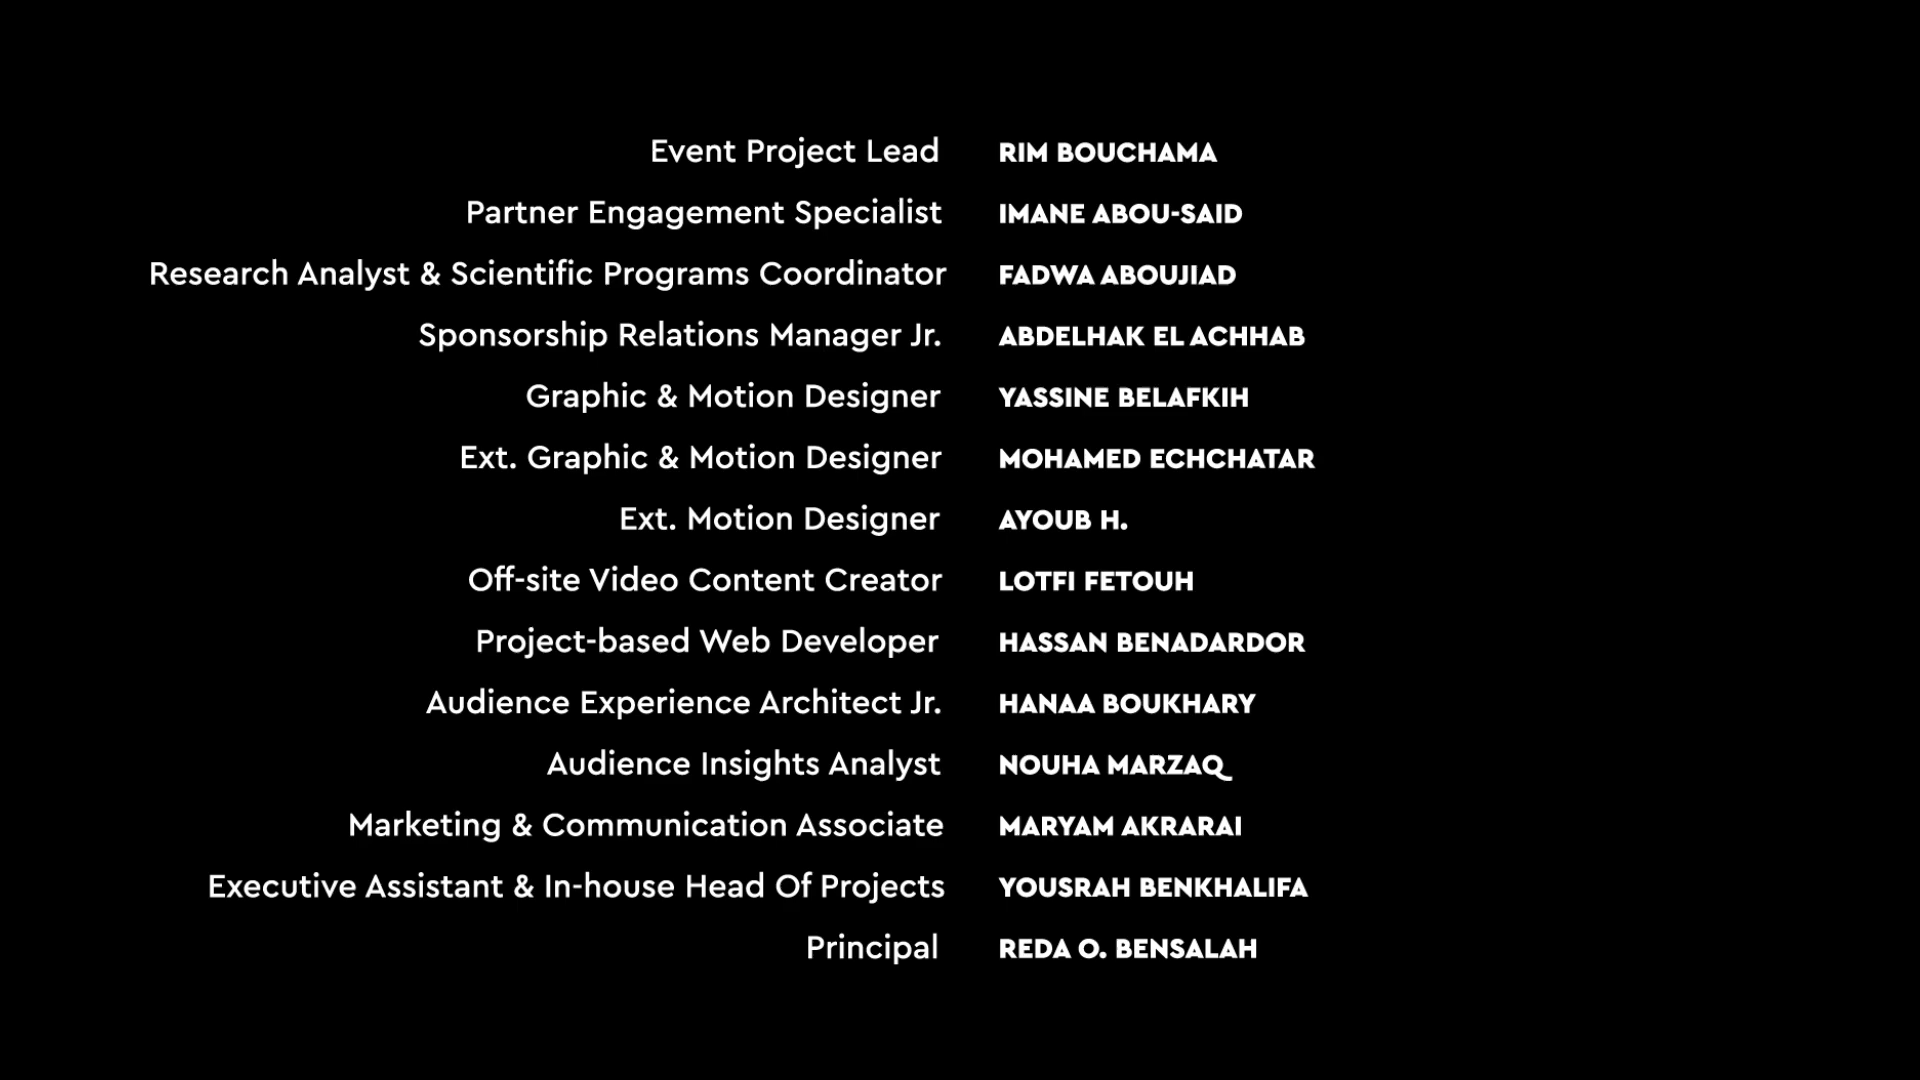 Event Project Lead RIM BOUCHAMA
Partner Engagement Specialist IMANE ABOU-SAID
Research Analyst & Scientific Programs Coordinator FADWA ABOUJIAD
Sponsorship Relations Manager Jr. ABDELHAK EL ACHHAB
Graphic & Motion Designer YASSINE BELAFKIH
Ext. Graphic & Motion Designer MOHAMED ECHCHATAR
Ext. Motion Designer AYOUB H.
Off-site Video Content Creator LOTFI FETOUH
Project-based Web Developer HASSAN BENADARDOR
Audience Experience Architect Jr. HANAA BOUKHARY
Audience Insights Analyst NOUHA MARZAQ
Marketing & Communication Associate MARYAM AKRARAI
Executive Assistant & In-house Head Of Projects YOUSRAH BENKHALIFA
Principal REDA O. BENSALAH